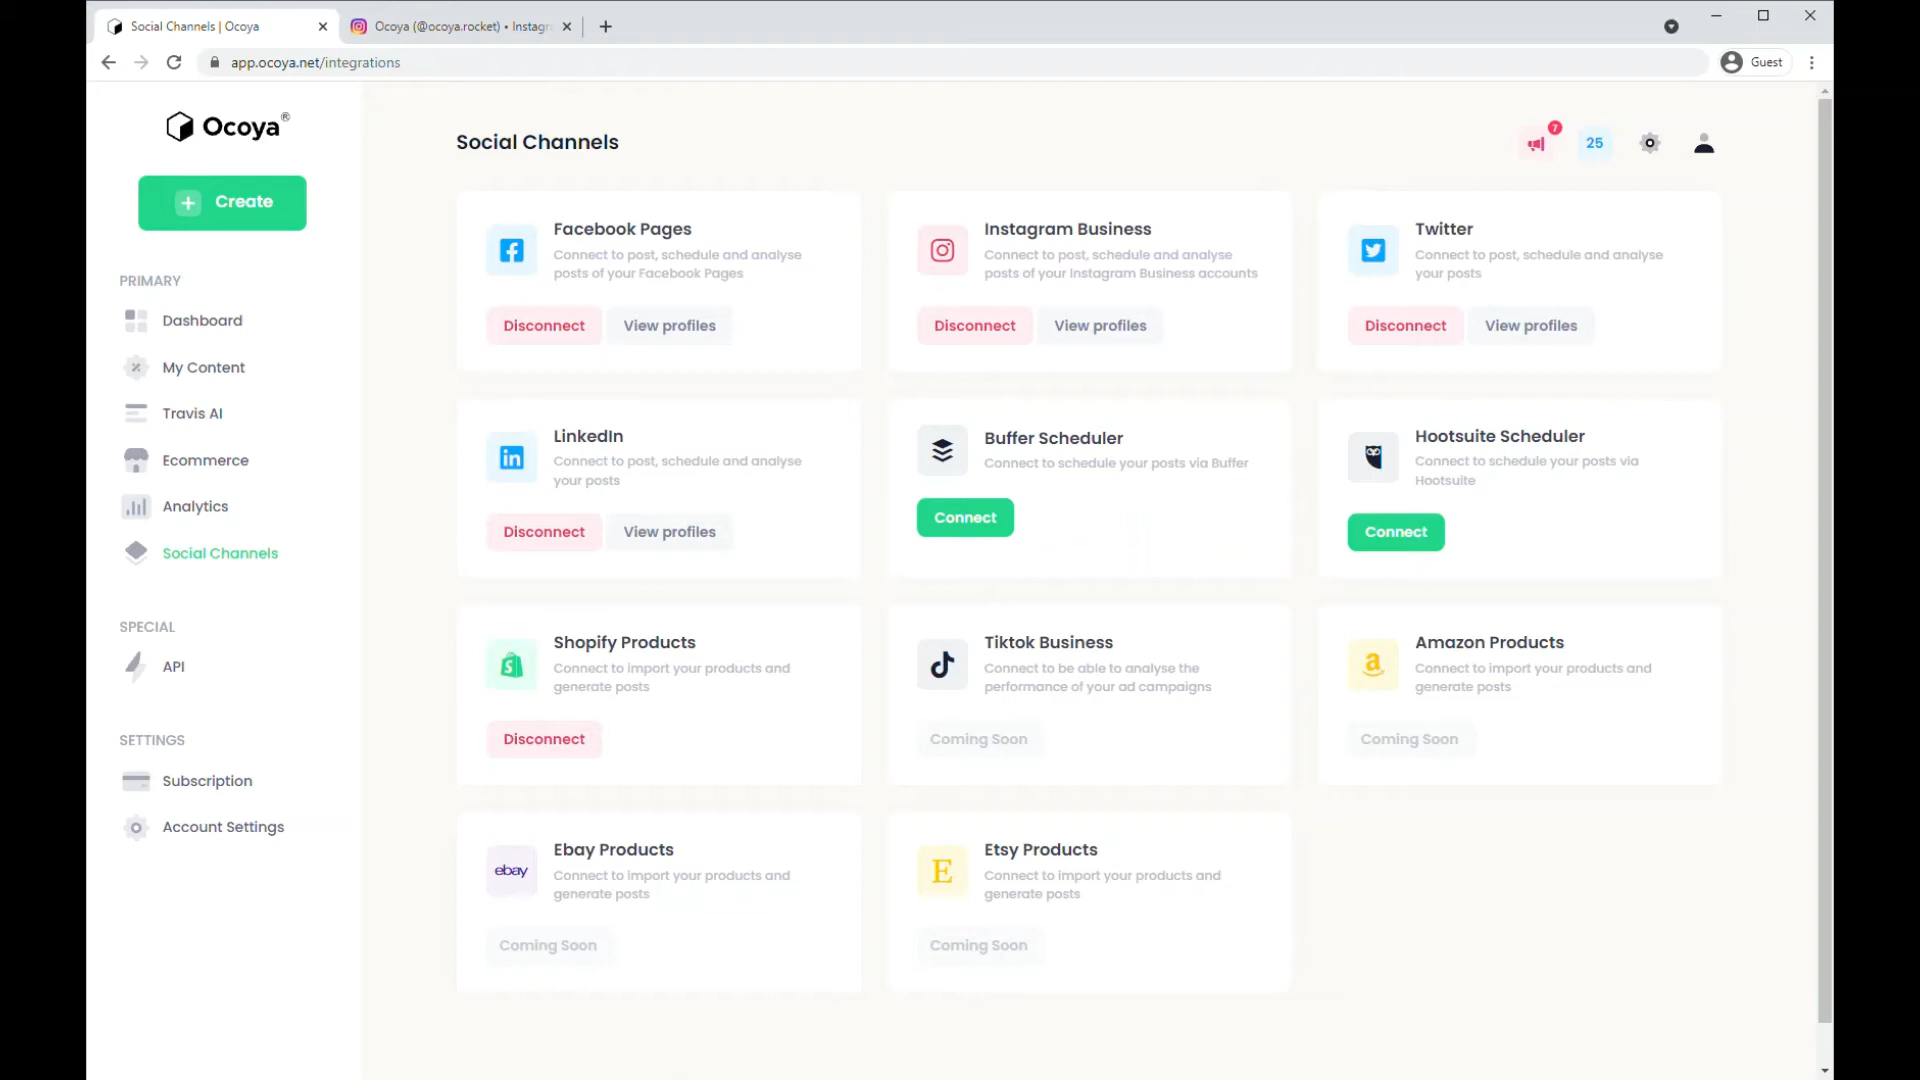 Social Channels | Ocoya
Ocoya (@ocoya.rocket) • Instagr
app.ocoya.net/integrations
Guest
Ocoya®
Create
PRIMARY
Dashboard
My Content
Travis AI
Ecommerce
Analytics
Social Channels
SPECIAL
API
SETTINGS
Subscription
Account Settings
Social Channels
7
25
Facebook Pages
Connect to post, schedule and analyse
posts of your Facebook Pages
Disconnect
View profiles
Instagram Business
Connect to post, schedule and analyse
posts of your Instagram Business accounts
Disconnect
View profiles
Twitter
Connect to post, schedule and analyse
your posts
Disconnect
View profiles
LinkedIn
Connect to post, schedule and analyse
your posts
Disconnect
View profiles
Buffer Scheduler
Connect to schedule your posts via Buffer
Connect
Hootsuite Scheduler
Connect to schedule your posts via
Hootsuite
Connect
Shopify Products
Connect to import your products and
generate posts
Disconnect
Tiktok Business
Connect to be able to analyse the
performance of your ad campaigns
Coming Soon
Amazon Products
Connect to import your products and
generate posts
Coming Soon
ebay
Ebay Products
Connect to import your products and
generate posts
Coming Soon
E
Etsy Products
Connect to import your products and
generate posts
Coming Soon